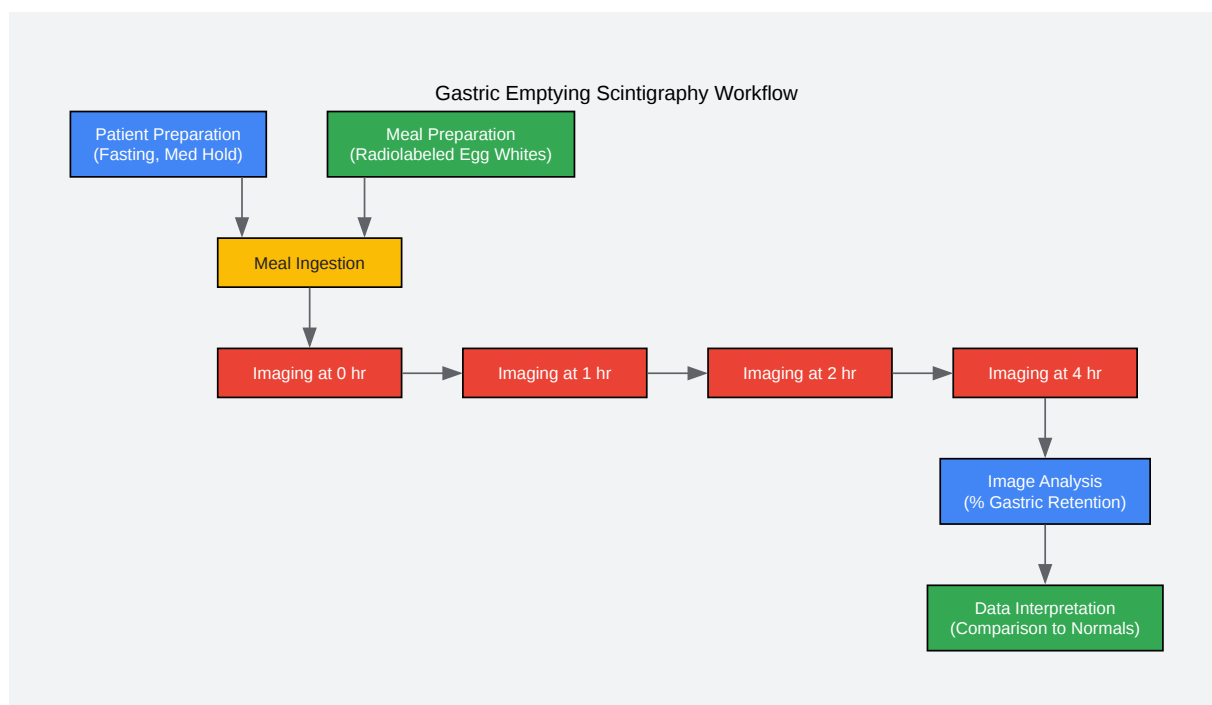 Gastric Emptying Scintigraphy Workflow
Patient Preparation
(Fasting, Med Hold)
Meal Preparation
(Radiolabeled Egg Whites)
Meal Ingestion
Imaging at 0 hr
Imaging at 1 hr
Imaging at 2 hr
Imaging at 4 hr
Image Analysis
(% Gastric Retention)
Data Interpretation
(Comparison to Normals)